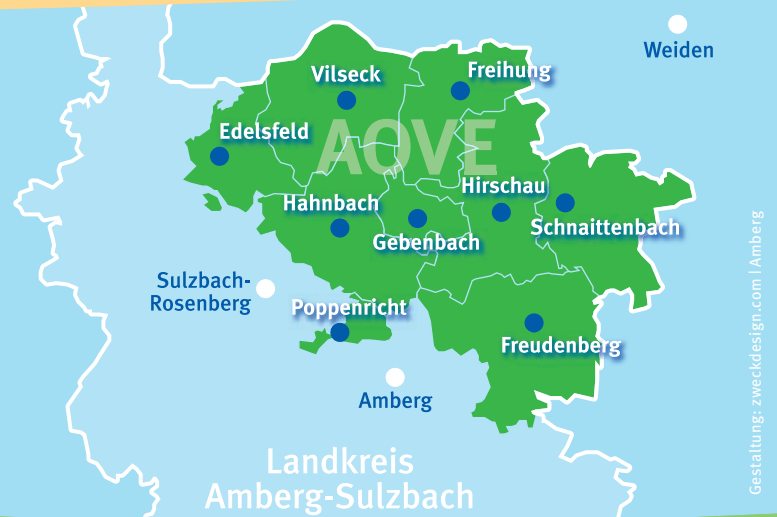 Weiden
Vilseck
Freihung
Edelsfeld
AOVE
Hahnbach
Hirschau
Gebenbach
Schnaittenbach
Sulzbach-
Rosenberg
Poppenricht
Freudenberg
Amberg
Landkreis
Amberg-Sulzbach
Gestaltung: zweckdesign.com | Amberg